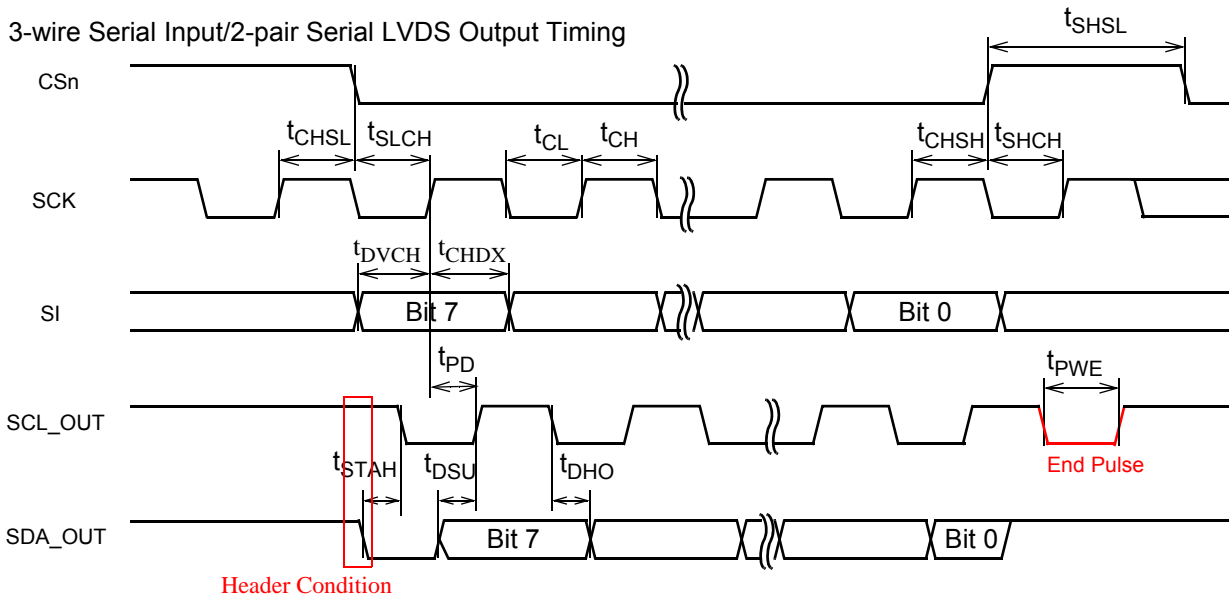 3-wire Serial Input/2-pair Serial LVDS Output Timing
tSHSL
CSn
tCHSL tSLCH tCL tCH tCHSH tSHCH
SCK
tDVCH tCHDX
SI Bit 7 Bit 0
tPD tPWE
SCL_OUT
End Pulse
tSTAH tDSU tDHO
SDA_OUT Bit 7 Bit 0
Header Condition